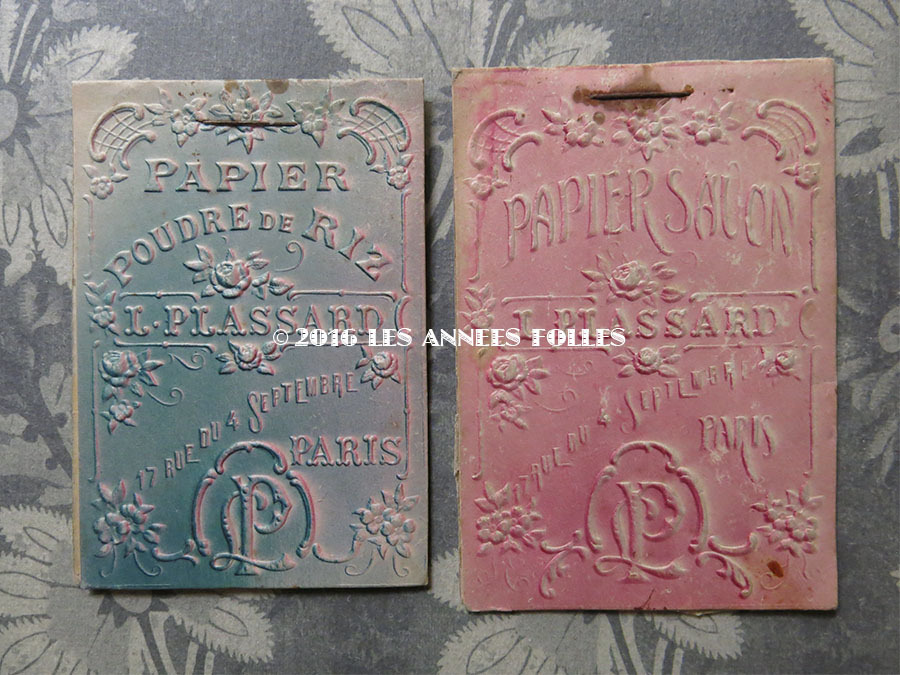 PAPIER
POUDRE DE RIZ
L. PLASSARD
17 RUE DU 4 SEPTEMBRE
PARIS
LP
PAPIER SAVON
L. PLASSARD
17 RUE DU 4 SEPTEMBRE
PARIS
LP
© 2016 LES ANNEES FOLLES